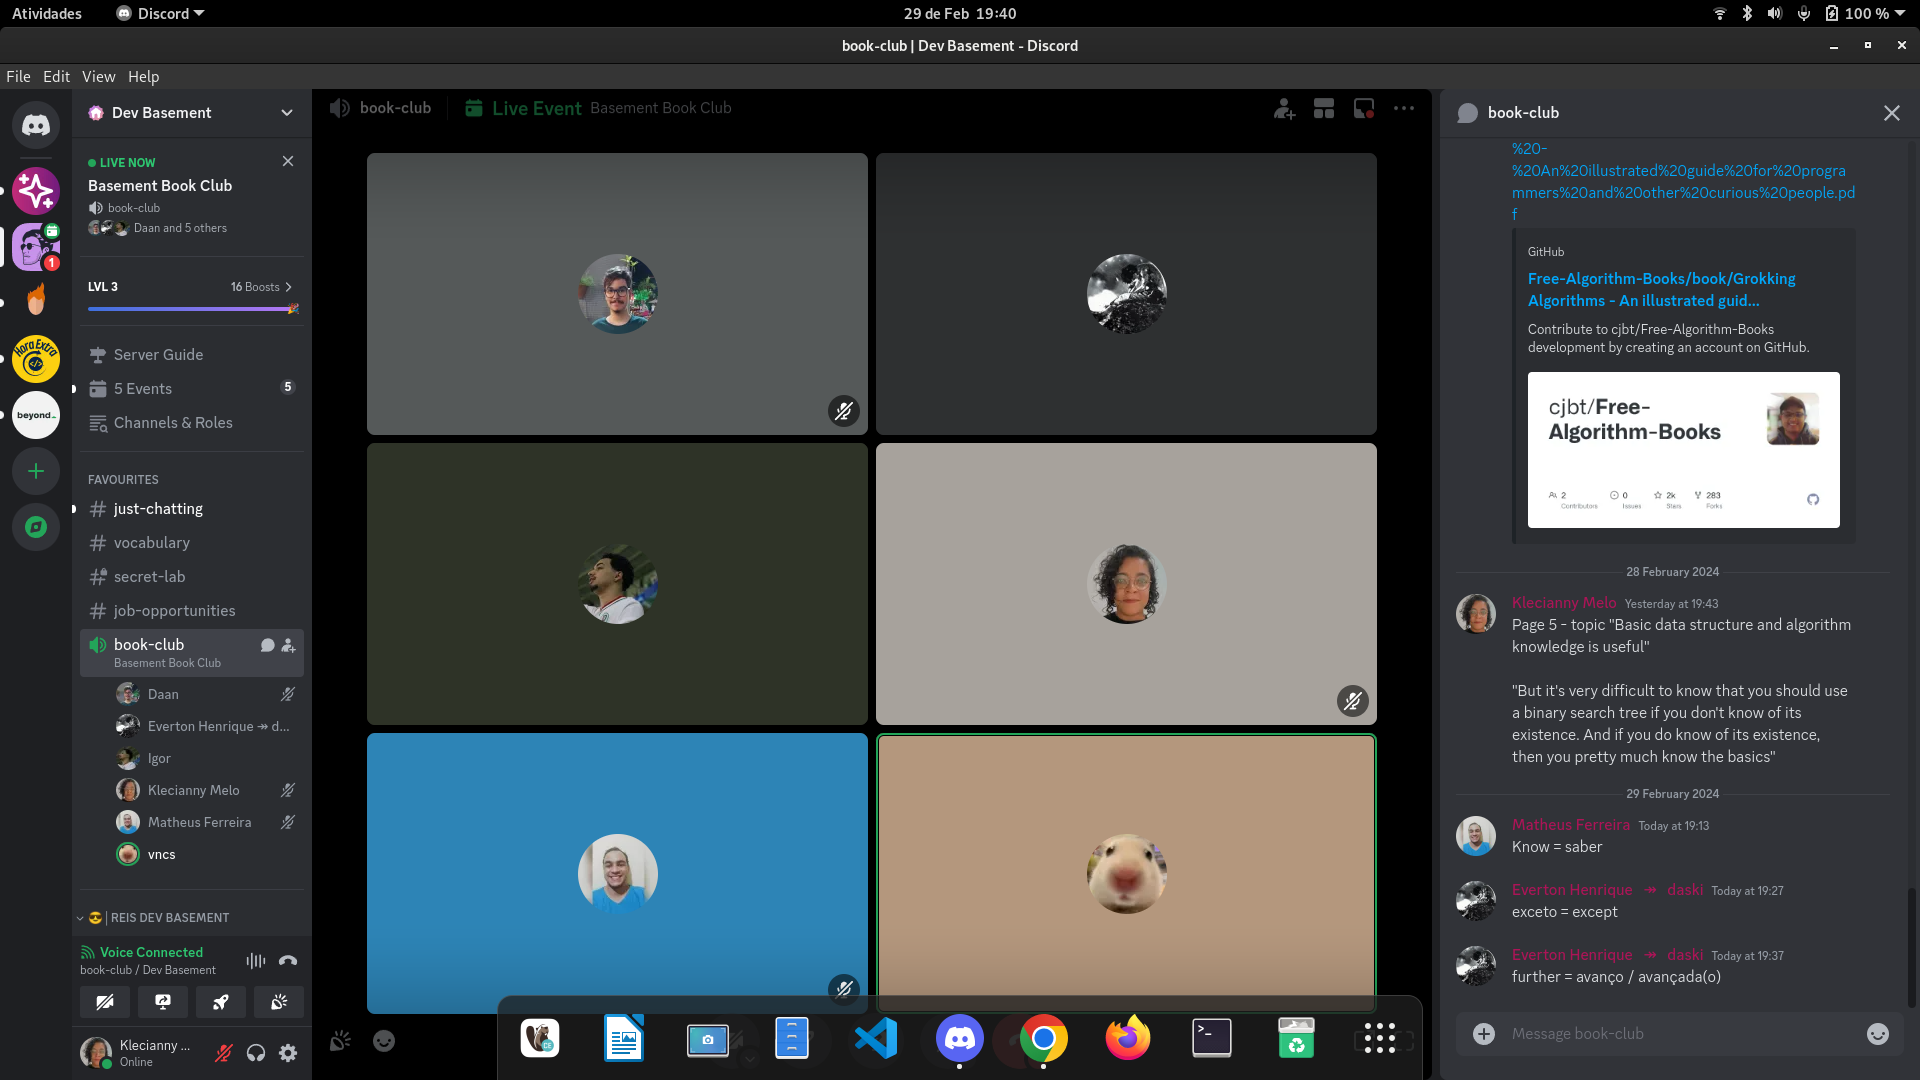 Atividades
Discord
29 de Feb 19:40
100 %
book-club | Dev Basement - Discord
File Edit View Help
Dev Basement
LIVE NOW
Basement Book Club
book-club
Daan and 5 others
LVL 3
16 Boosts
Server Guide
5 Events
5
Channels & Roles
FAVOURITES
just-chatting
vocabulary
secret-lab
job-opportunities
book-club
Basement Book Club
Daan
Everton Henrique ↠ d...
Igor
Klecianny Melo
Matheus Ferreira
vncs
| REIS DEV BASEMENT
Voice Connected
book-club / Dev Basement
Klecianny ...
Online
1
Hora Extra
beyond_
book-club
Live Event
Basement Book Club
CE
>_
book-club
%20-
%20An%20illustrated%20guide%20for%20progra
mmers%20and%20other%20curious%20people.pd
f
GitHub
Free-Algorithm-Books/book/Grokking
Algorithms - An illustrated guid...
Contribute to cjbt/Free-Algorithm-Books
development by creating an account on GitHub.
cjbt/Free-
Algorithm-Books
2 0 2k 283
Contributors Issues Stars Forks
28 February 2024
Klecianny Melo Yesterday at 19:43
Page 5 - topic "Basic data structure and algorithm
knowledge is useful"
"But it's very difficult to know that you should use
a binary search tree if you don't know of its
existence. And if you do know of its existence,
then you pretty much know the basics"
29 February 2024
Matheus Ferreira Today at 19:13
Know = saber
Everton Henrique ↠ daski Today at 19:27
exceto = except
Everton Henrique ↠ daski Today at 19:37
further = avanço / avançada(o)
Message book-club